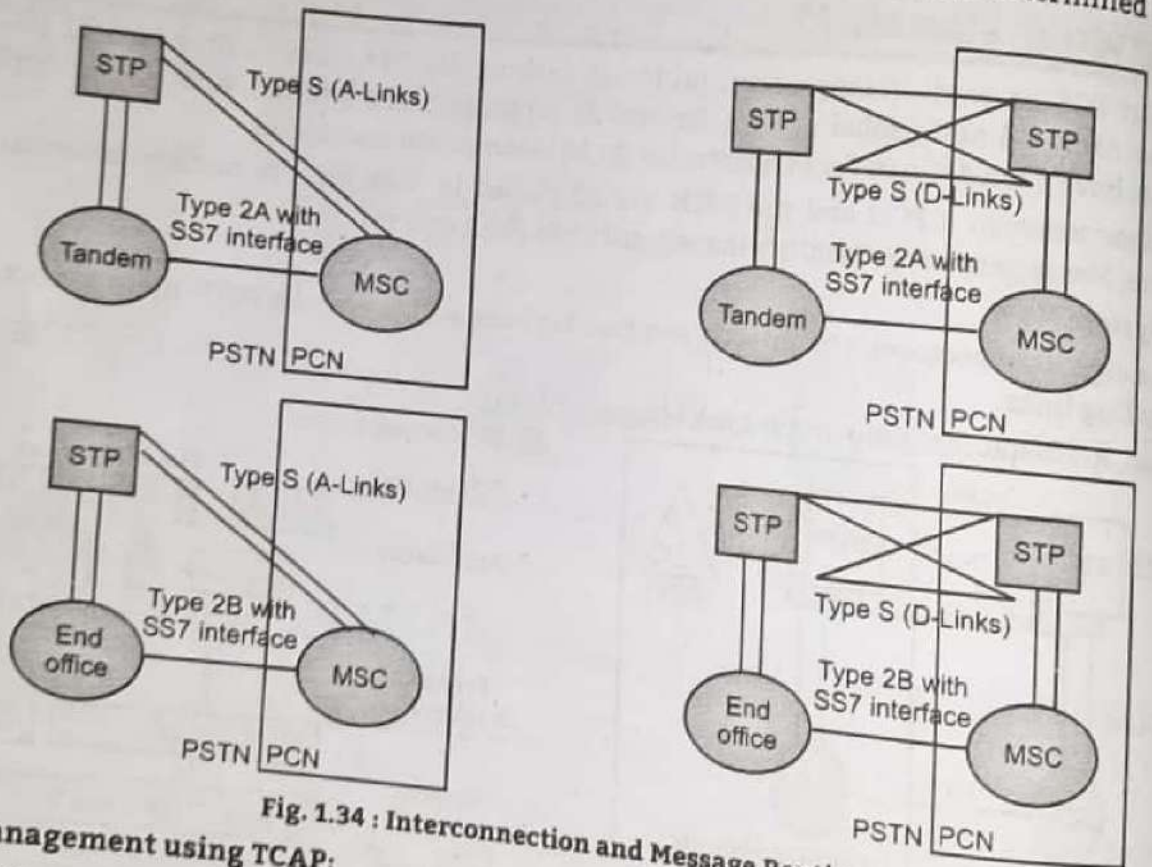 STP
Type S (A-Links)
Type 2A with
SS7 interface
Tandem
MSC
PSTN PCN
STP
STP
Type S (D-Links)
Type 2A with
SS7 interface
Tandem
MSC
PSTN PCN
STP
Type S (A-Links)
Type 2B with
SS7 interface
End
office
MSC
PSTN PCN
STP
STP
Type S (D-Links)
Type 2B with
SS7 interface
End
office
MSC
PSTN PCN
Fig. 1.34 : Interconnection and Message
using TCAP: